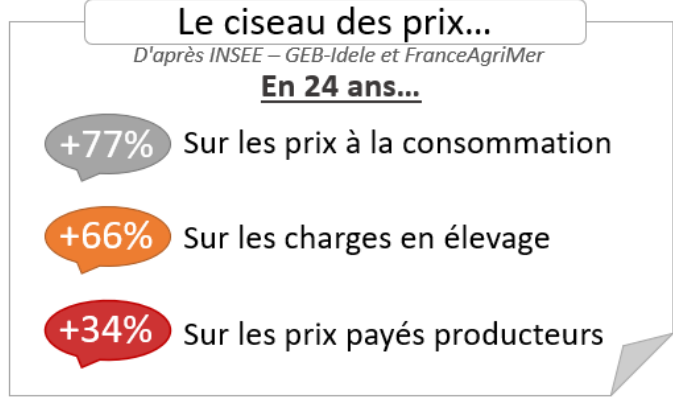 Le ciseau des prix...
D'après INSEE – GEB-Idele et FranceAgriMer
En 24 ans...
+77% Sur les prix à la consommation
+66% Sur les charges en élevage
+34% Sur les prix payés producteurs